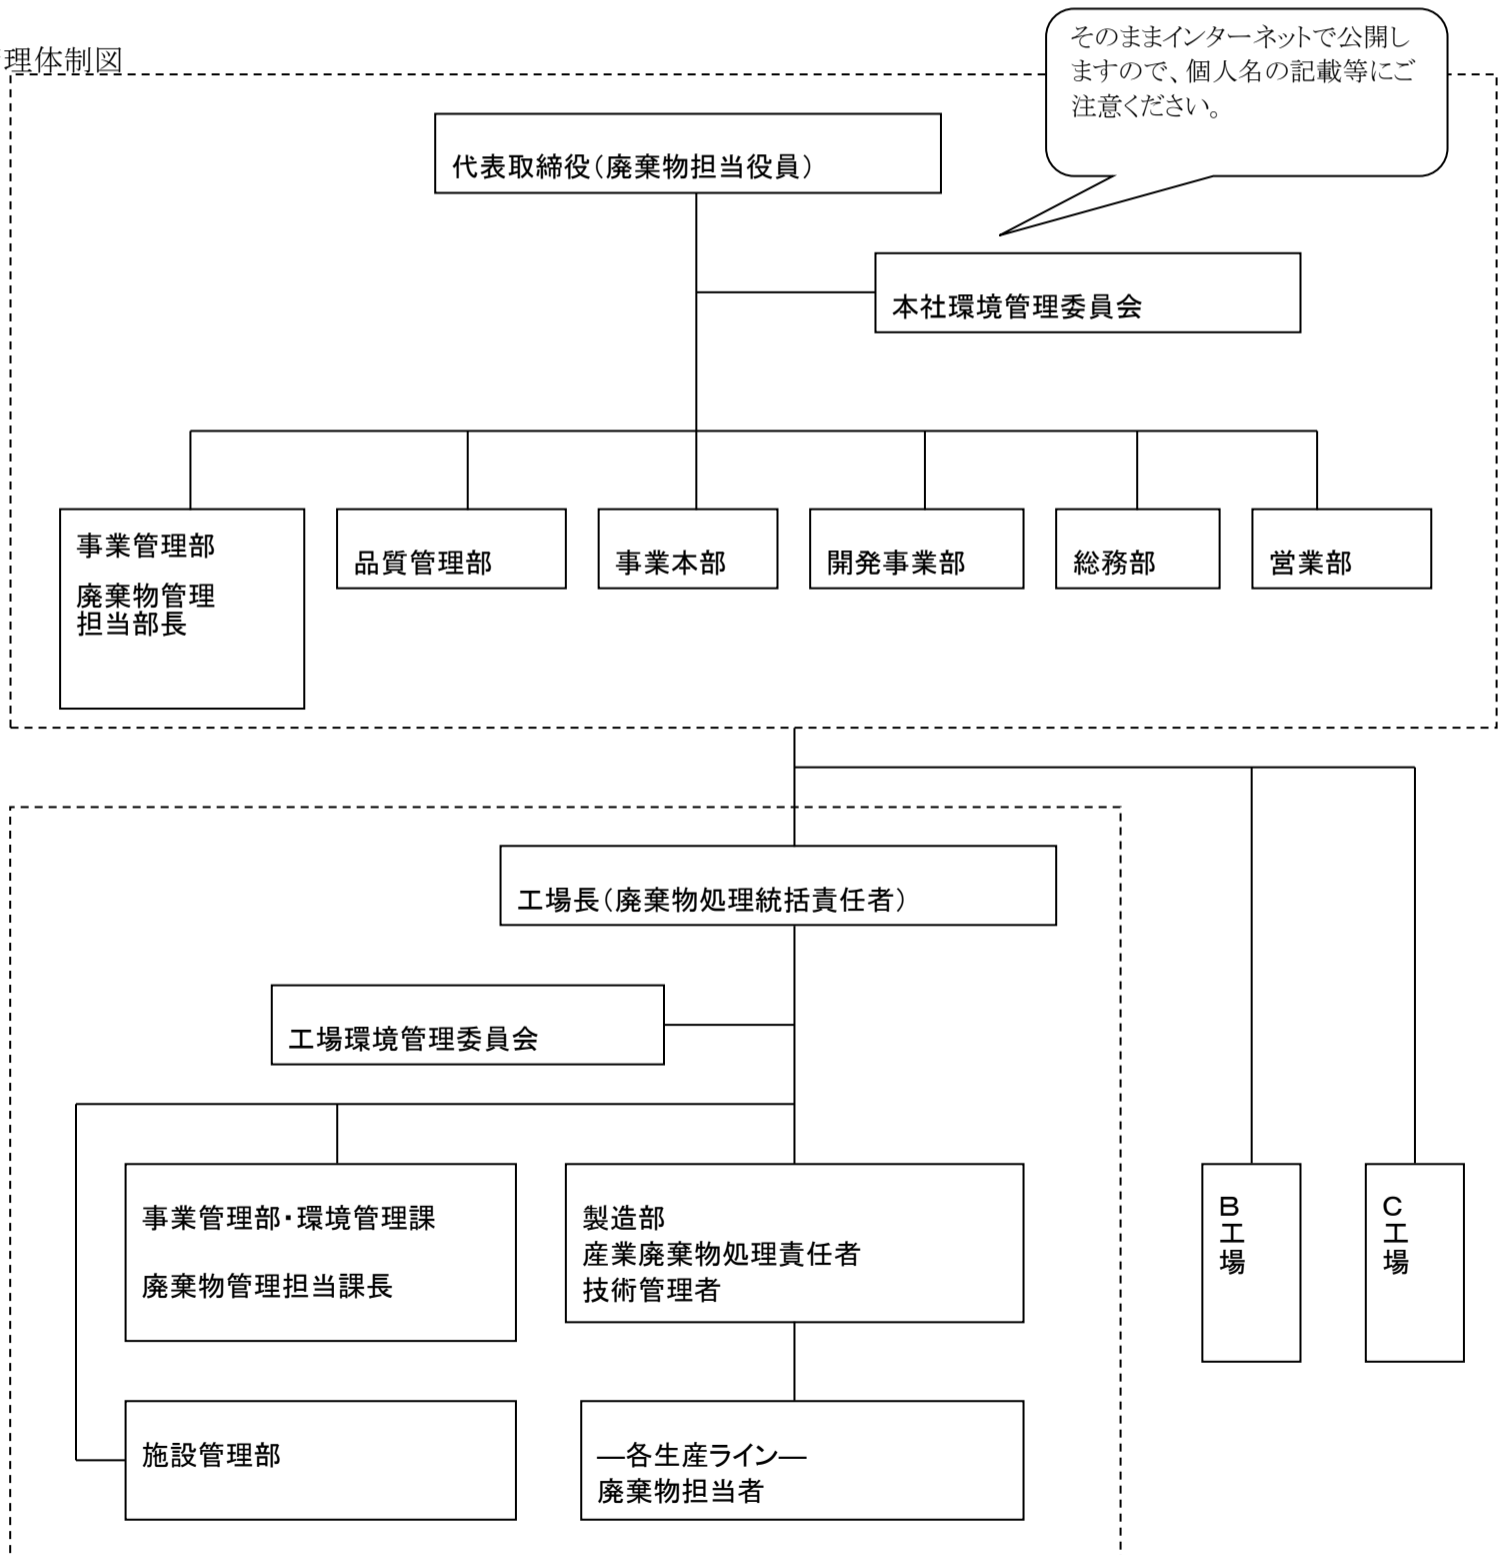 理体制図
そのままインターネットで公開し
ますので、個人名の記載等にご
注意ください。
代表取締役（廃棄物担当役員）
本社環境管理委員会
事業管理部
廃棄物管理
担当部長
品質管理部
事業本部
開発事業部
総務部
営業部
工場長（廃棄物処理統括責任者）
工場環境管理委員会
事業管理部・環境管理課
廃棄物管理担当課長
製造部
産業廃棄物処理責任者
技術管理者
Ｂ工場
Ｃ工場
施設管理部
―各生産ライン―
廃棄物担当者